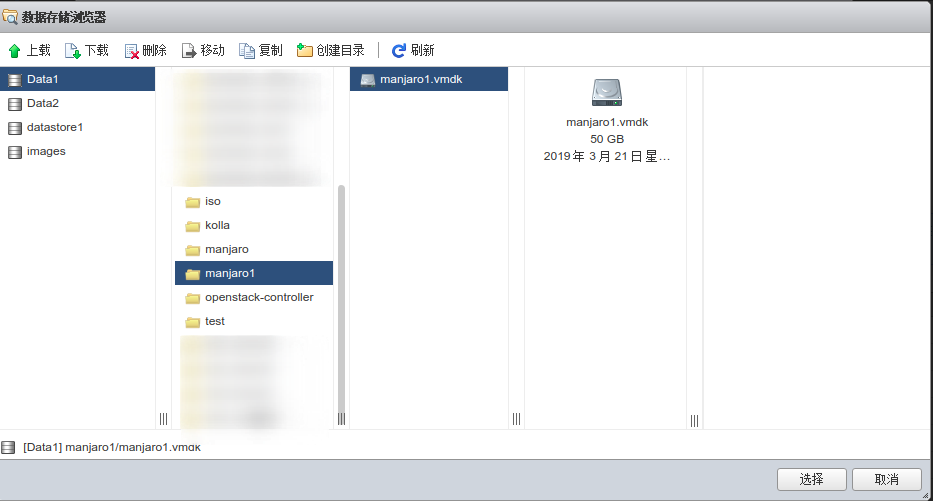 数据存储浏览器
上载 下载 删除 移动 复制 创建目录 刷新
Data1
Data2
datastore1
images
iso
kolla
manjaro
manjaro1
openstack-controller
test
manjaro1.vmdk
manjaro1.vmdk
50 GB
2019 年 3 月 21 日 星…
[Data1] manjaro1/manjaro1.vmdk
选择 取消